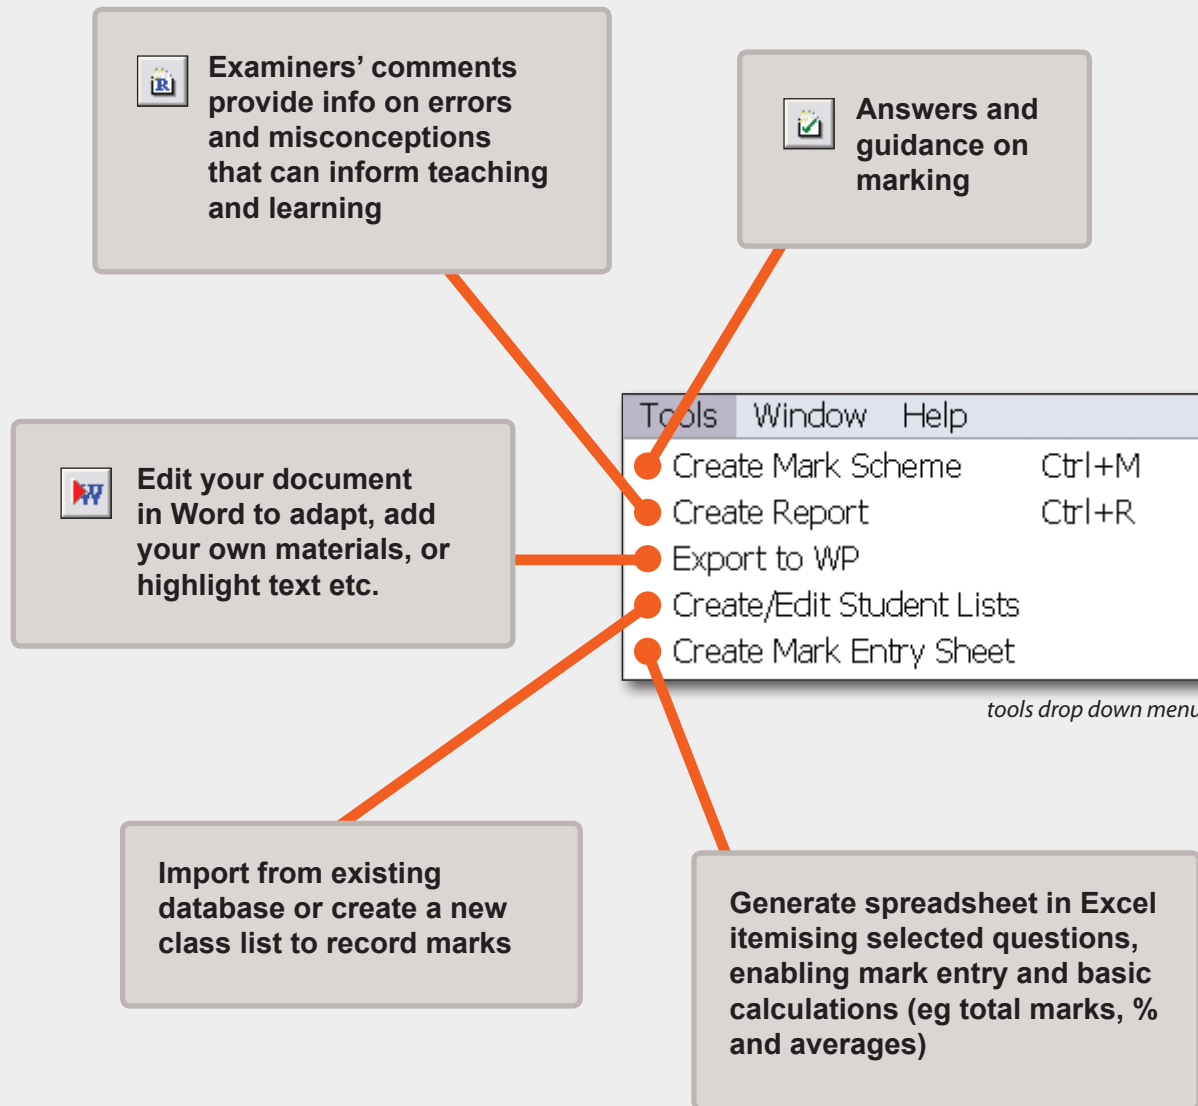 Examiners’ comments
provide info on errors
and misconceptions
that can inform teaching
and learning
Answers and
guidance on
marking
Edit your document
in Word to adapt, add
your own materials, or
highlight text etc.
Tools Window Help
Create Mark Scheme Ctrl+M
Create Report Ctrl+R
Export to WP
Create/Edit Student Lists
Create Mark Entry Sheet
tools drop down menu
Import from existing
database or create a new
class list to record marks
Generate spreadsheet in Excel
itemising selected questions,
enabling mark entry and basic
calculations (eg total marks, %
and averages)